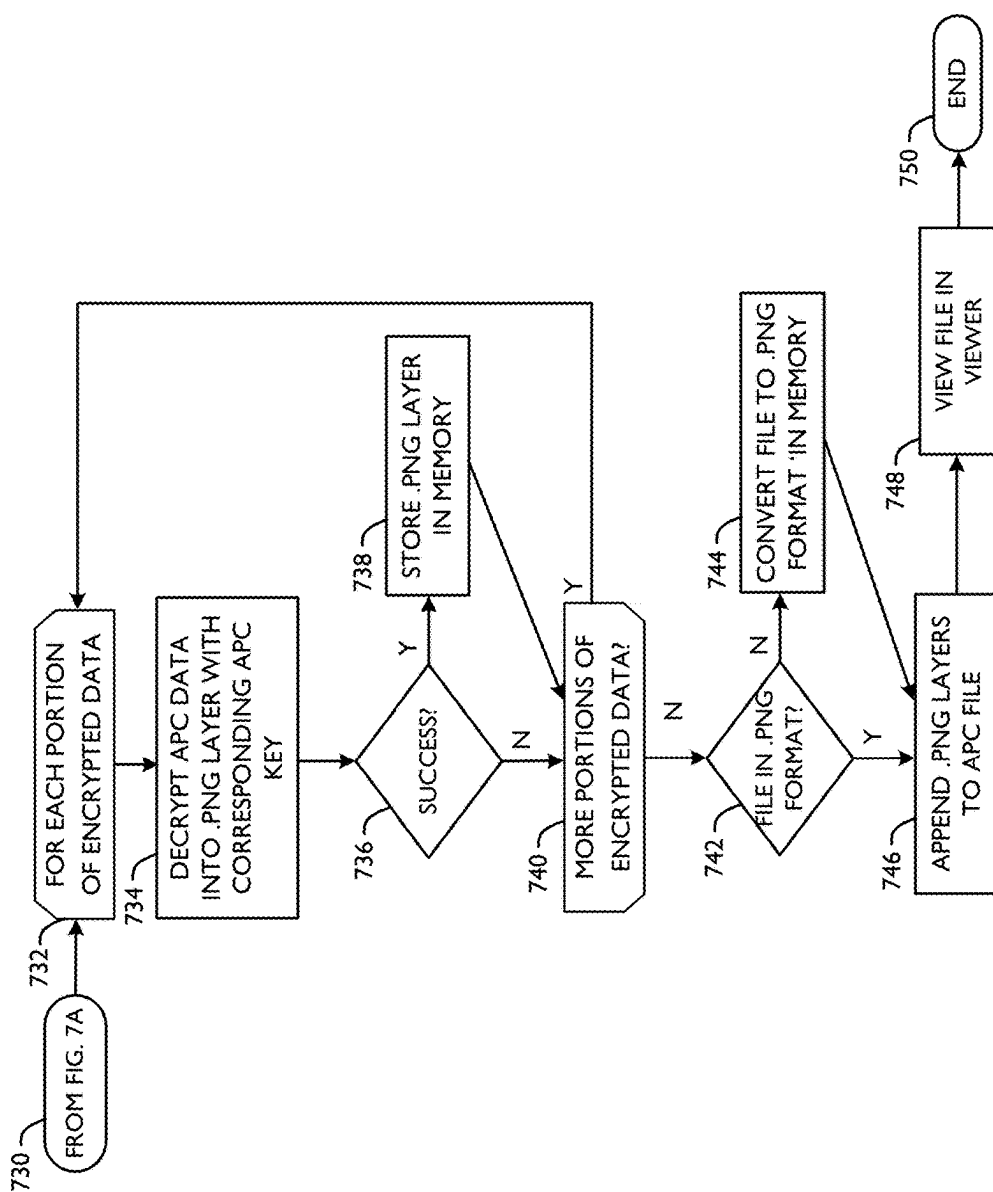 730
FROM FIG. 7A
732
FOR EACH PORTION
OF ENCRYPTED DATA
734
DECRYPT APC DATA
INTO .PNG LAYER WITH
CORRESPONDING APC
KEY
736
SUCCESS?
Y
N
738
STORE .PNG LAYER
IN MEMORY
740
MORE PORTIONS OF
ENCRYPTED DATA?
Y
N
742
FILE IN .PNG
FORMAT?
N
Y
744
CONVERT FILE TO .PNG
FORMAT 'IN MEMORY
746
APPEND .PNG LAYERS
TO APC FILE
748
VIEW FILE IN
VIEWER
750
END